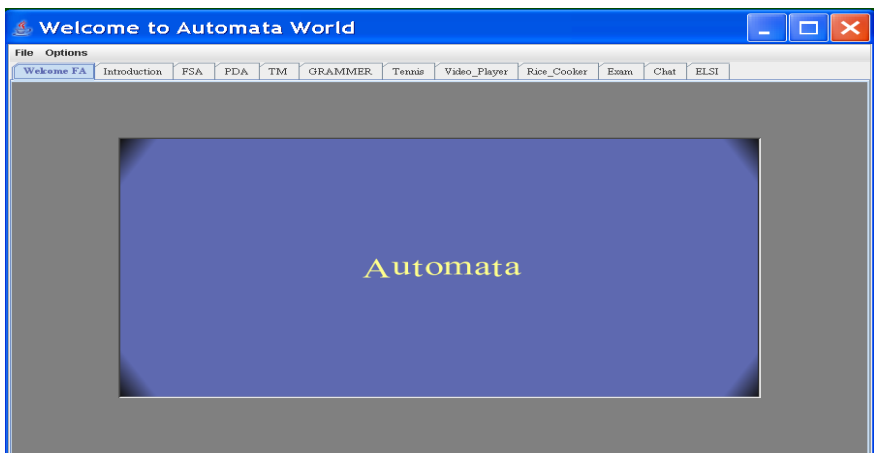 Welcome to Automata World
File Options
Welcome FA Introduction FSA PDA TM GRAMMER Tennis Video_Player Rice_Cooker Exam Chat ELSI
Automata